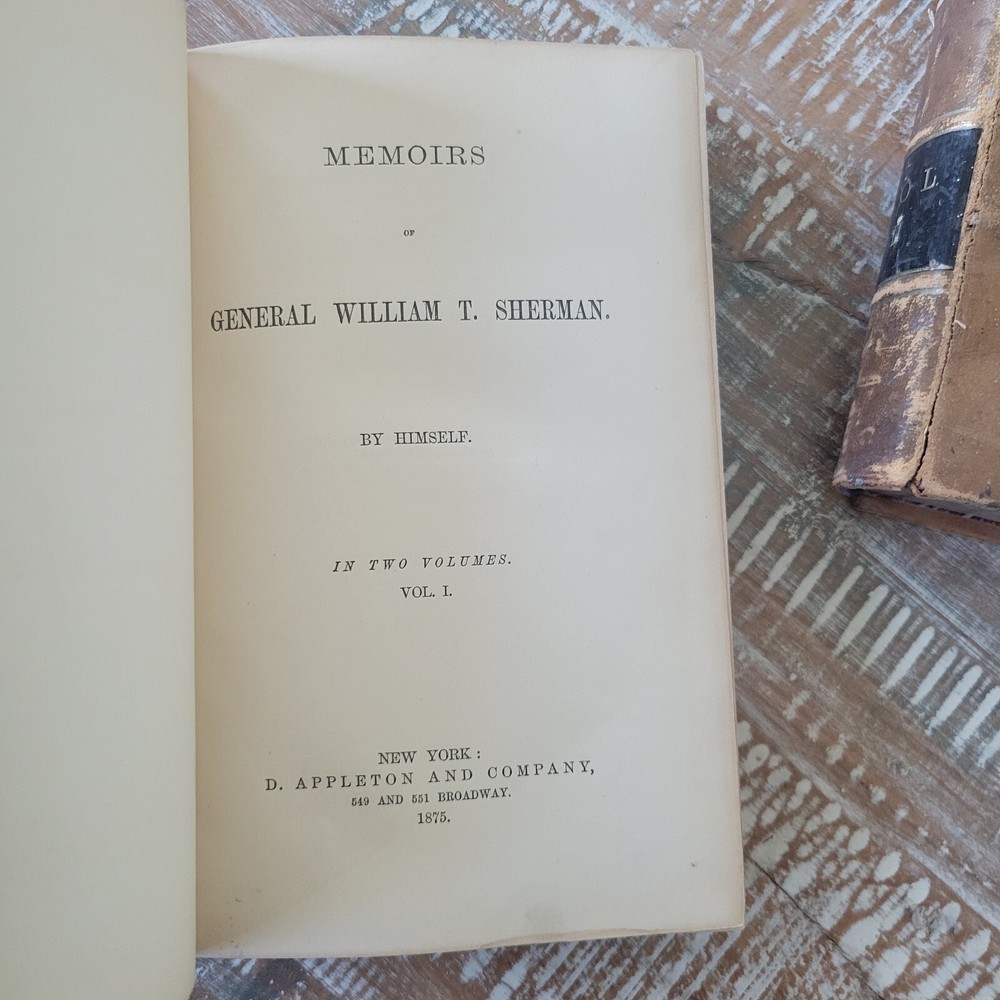 MEMOIRS
OF
GENERAL WILLIAM T. SHERMAN.
BY HIMSELF.
IN TWO VOLUMES.
VOL. I.
NEW YORK:
D. APPLETON AND COMPANY,
549 AND 551 BROADWAY.
1875.
OL